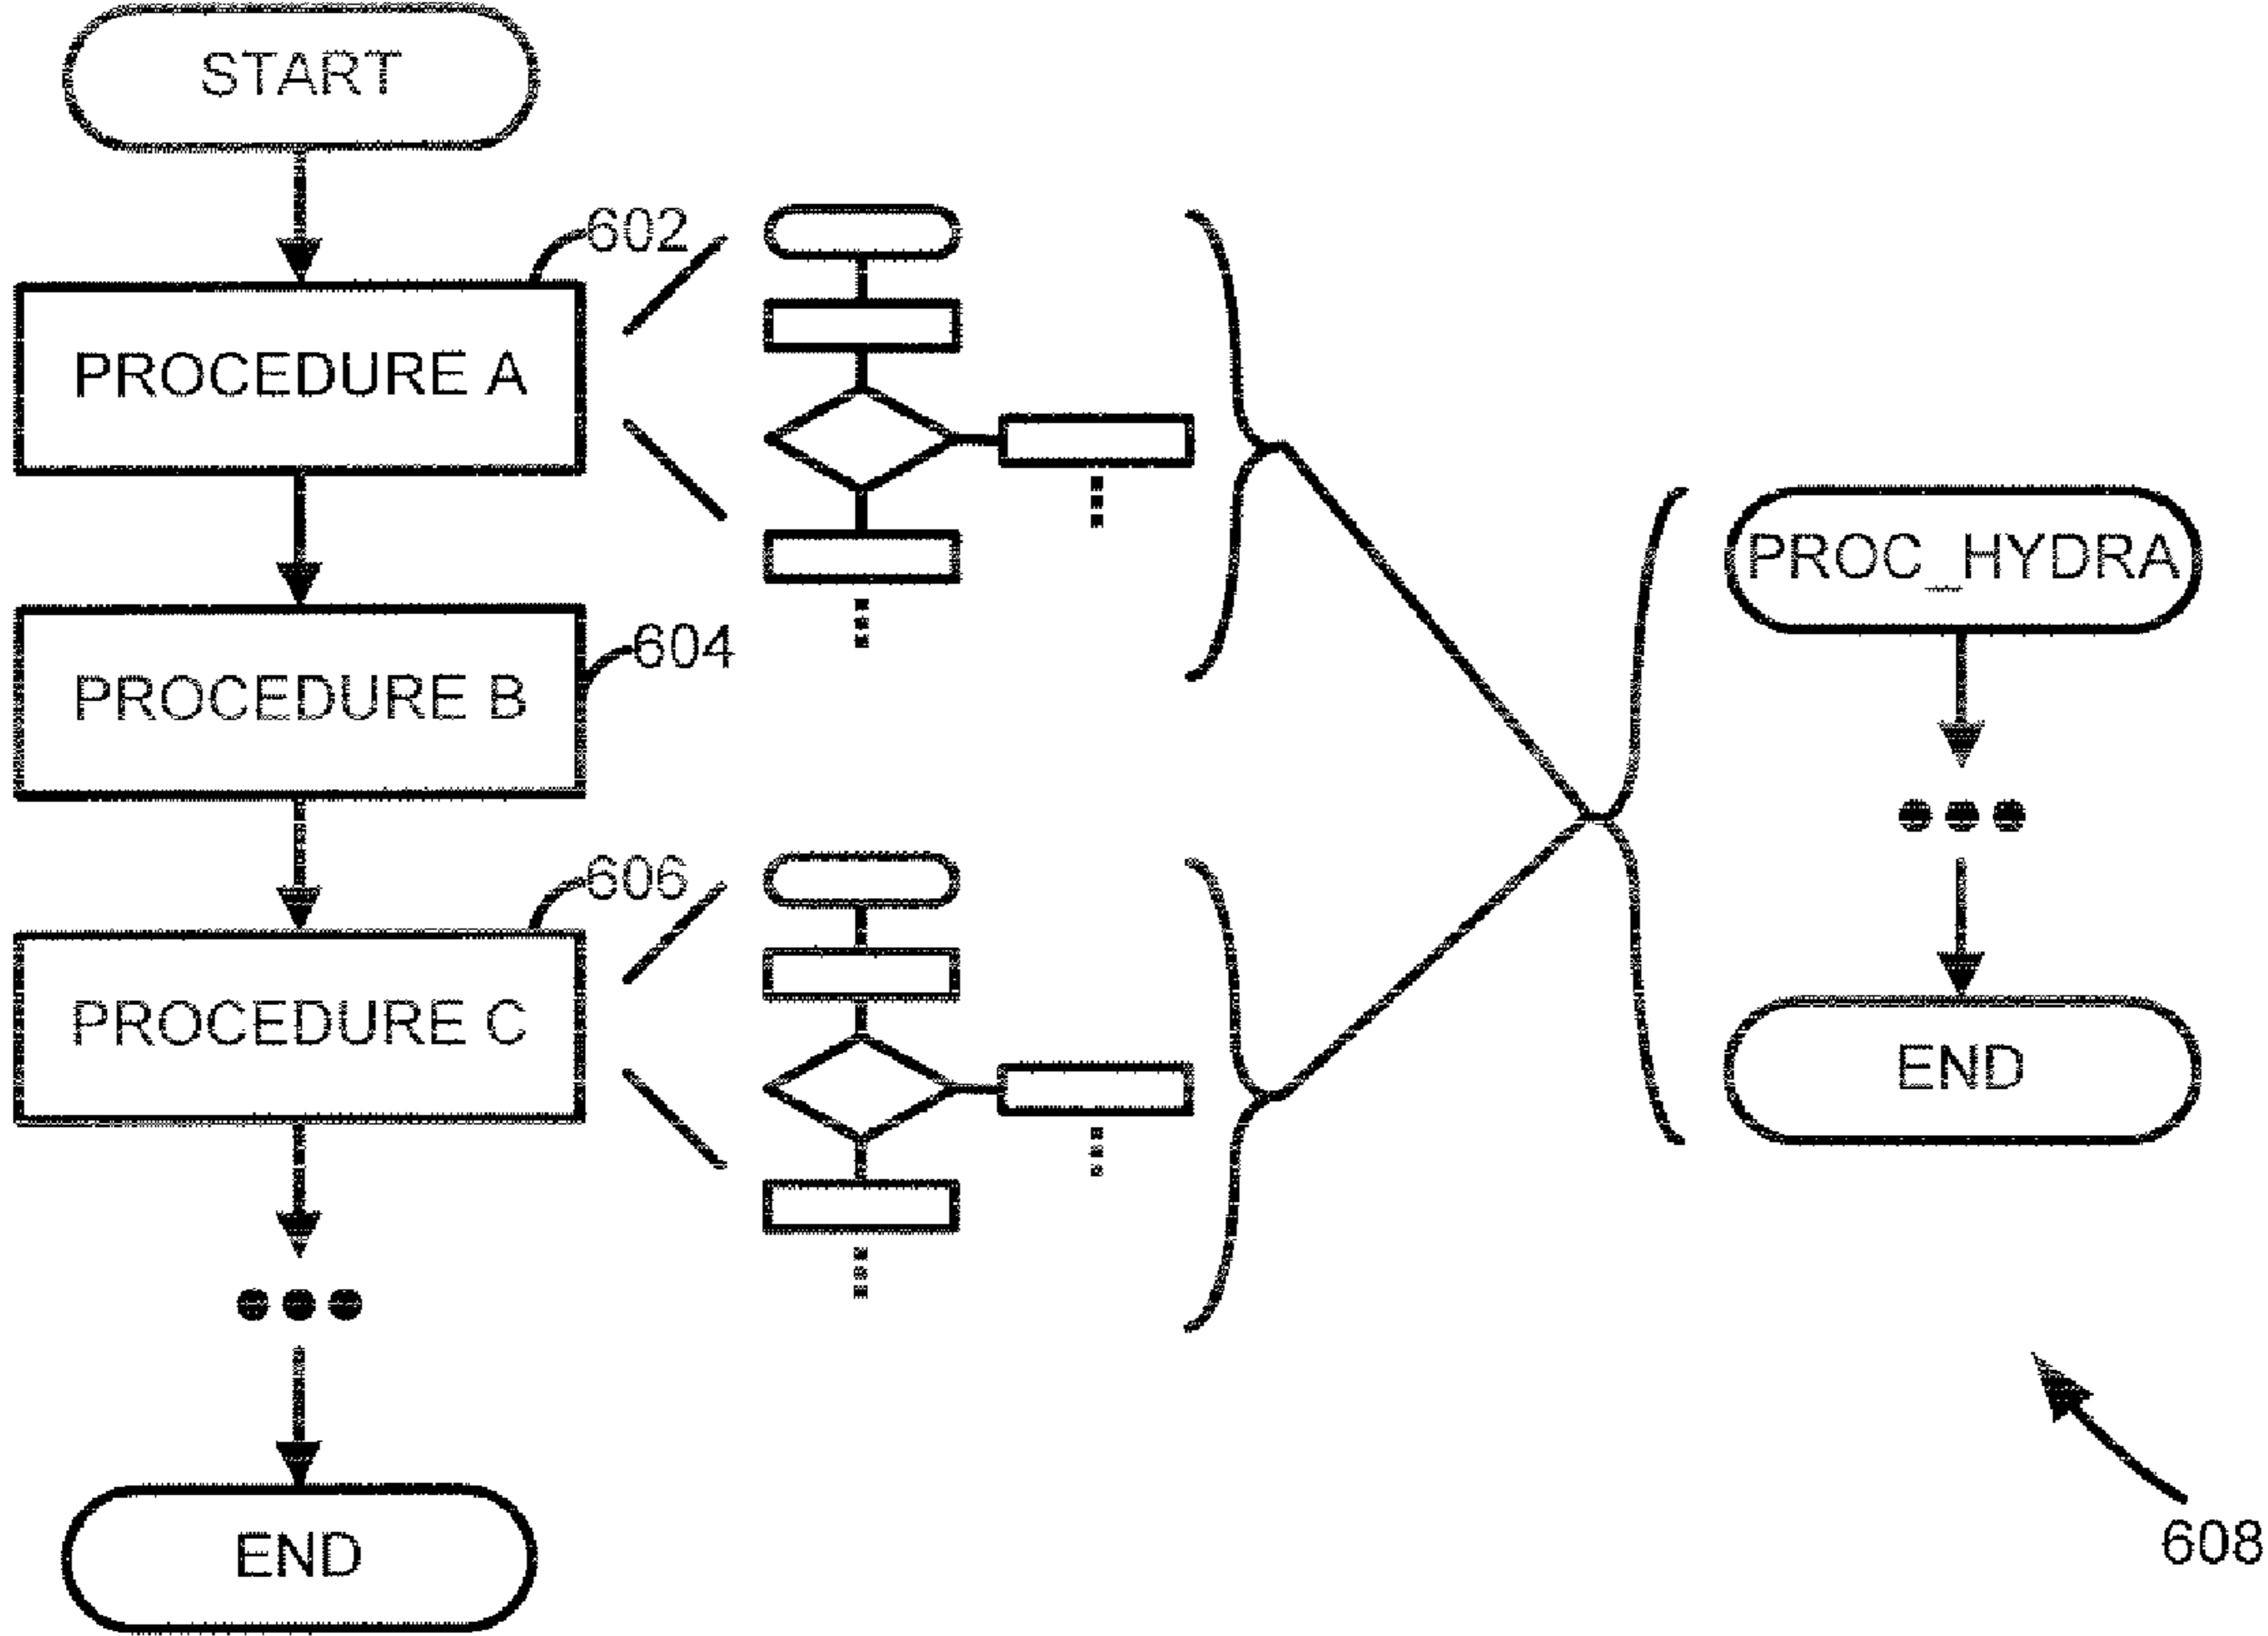 START
602
PROCEDURE A
604
PROCEDURE B
606
PROCEDURE C
END
PROC_HYDRA
END
608